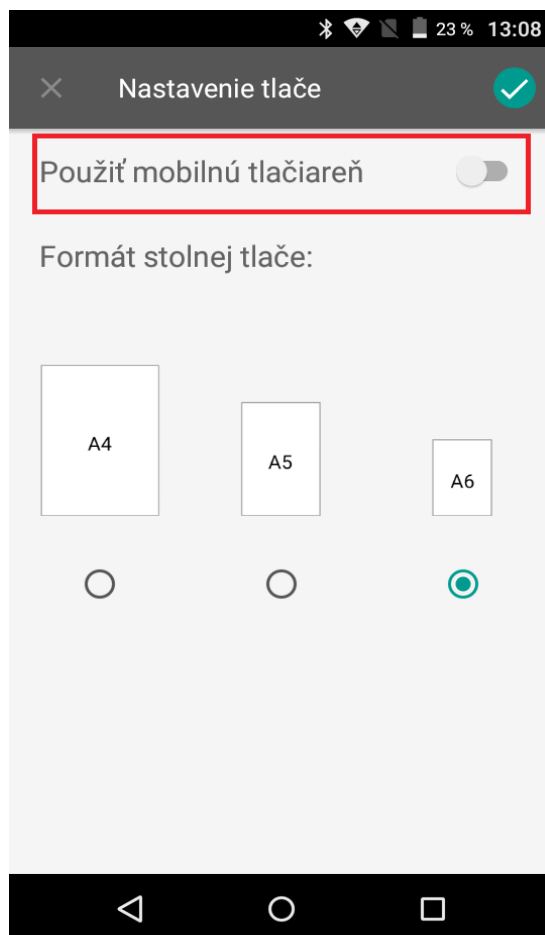 23 % 13:08
Nastavenie tlače
Použiť mobilnú tlačiareň
Formát stolnej tlače:
A4
A5
A6